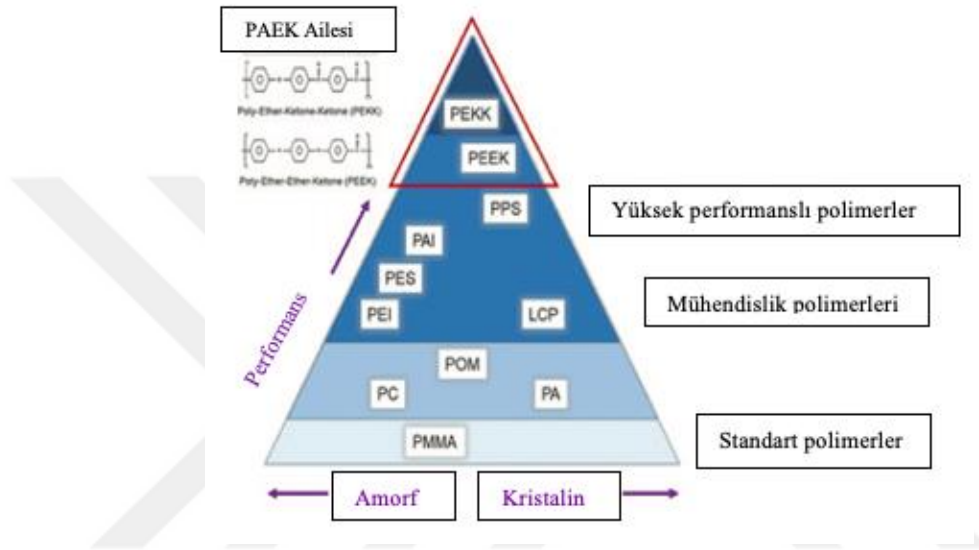 PAEK Ailesi
Poly-Ether-Ketone-Ketone (PEKK)
Poly-Ether-Ether-Ketone (PEEK)
PEKK
PEEK
PPS
Yüksek performanslı polimerler
PAI
PES
PEI
LCP
Mühendislik polimerleri
Performans
POM
PC
PA
PMMA
Standart polimerler
Amorf
Kristalin